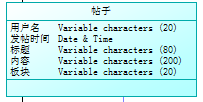 帖子
用户名 Variable characters (20)
发帖时间 Date & Time
标题 Variable characters (80)
内容 Variable characters (200)
板块 Variable characters (20)